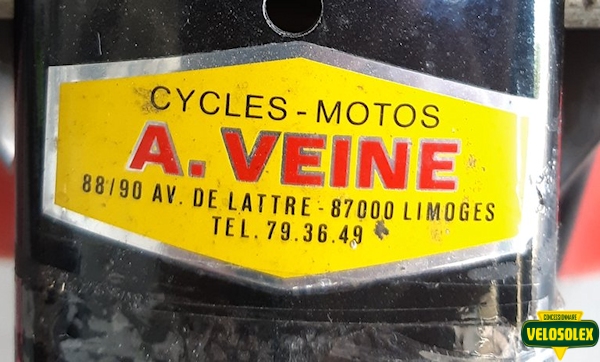 CYCLES - MOTOS
A. VEINE
88/90 AV. DE LATTRE - 87000 LIMOGES
TEL. 79.36.49
CONCESSIONNAIRE
VELOSOLEX